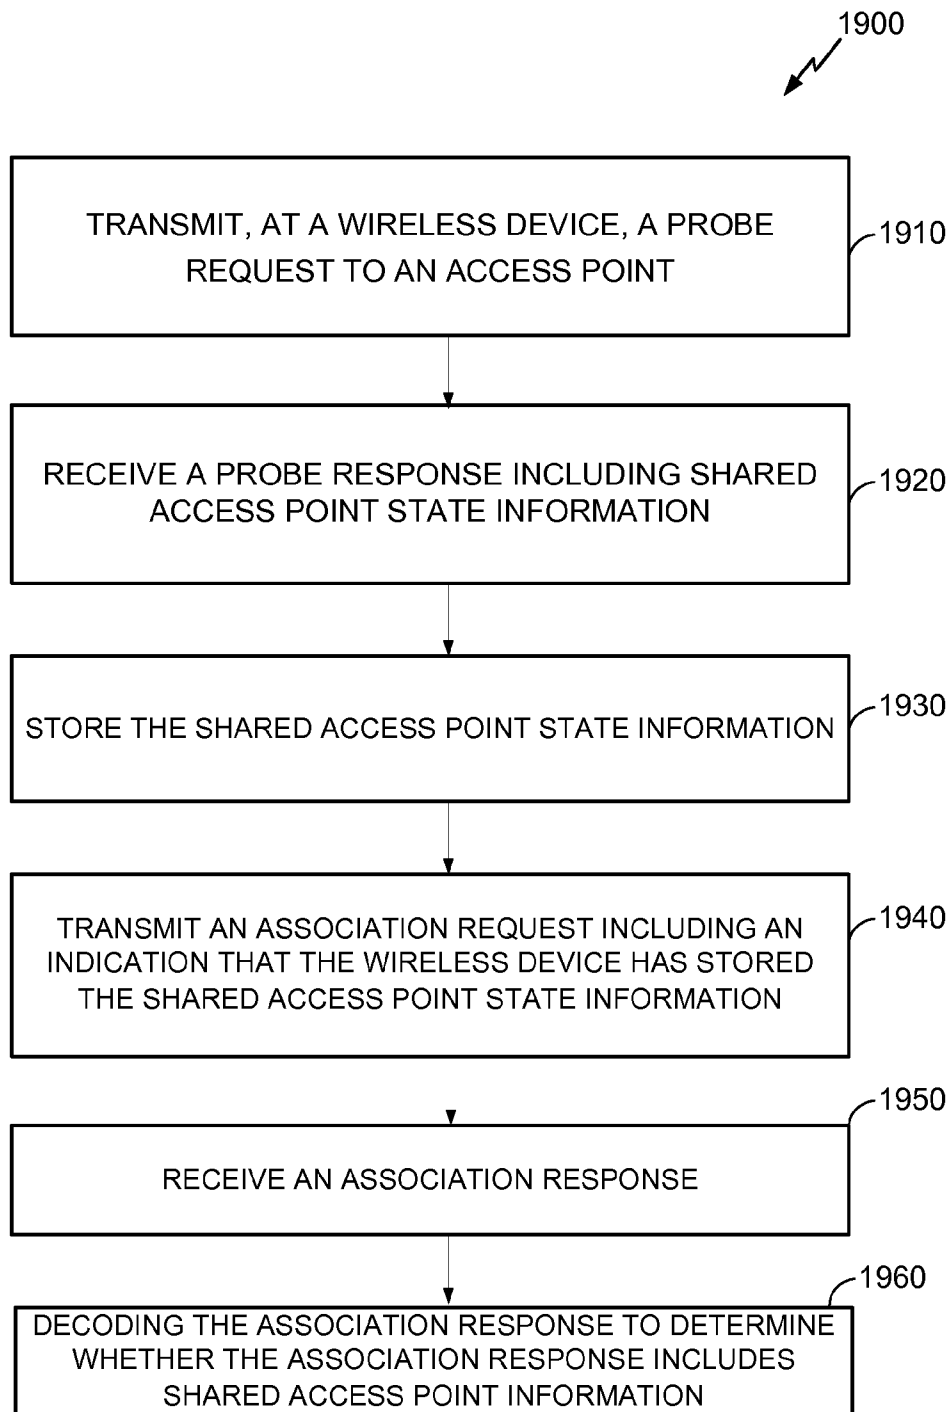 1900
TRANSMIT, AT A WIRELESS DEVICE, A PROBE
REQUEST TO AN ACCESS POINT
1910
RECEIVE A PROBE RESPONSE INCLUDING SHARED
ACCESS POINT STATE INFORMATION
1920
STORE THE SHARED ACCESS POINT STATE INFORMATION
1930
TRANSMIT AN ASSOCIATION REQUEST INCLUDING AN
INDICATION THAT THE WIRELESS DEVICE HAS STORED
THE SHARED ACCESS POINT STATE INFORMATION
1940
RECEIVE AN ASSOCIATION RESPONSE
1950
DECODING THE ASSOCIATION RESPONSE TO DETERMINE
WHETHER THE ASSOCIATION RESPONSE INCLUDES
SHARED ACCESS POINT INFORMATION
1960